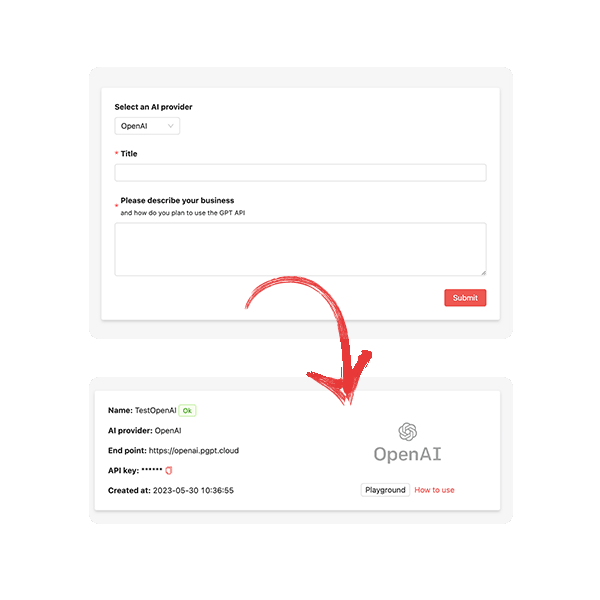 Select an AI provider
OpenAI
* Title
* Please describe your business
and how do you plan to use the GPT API
Submit
Name: TestOpenAI Ok
AI provider: OpenAI
End point: https://openai.pgpt.cloud
API key: ******
Created at: 2023-05-30 10:36:55
OpenAI
Playground How to use